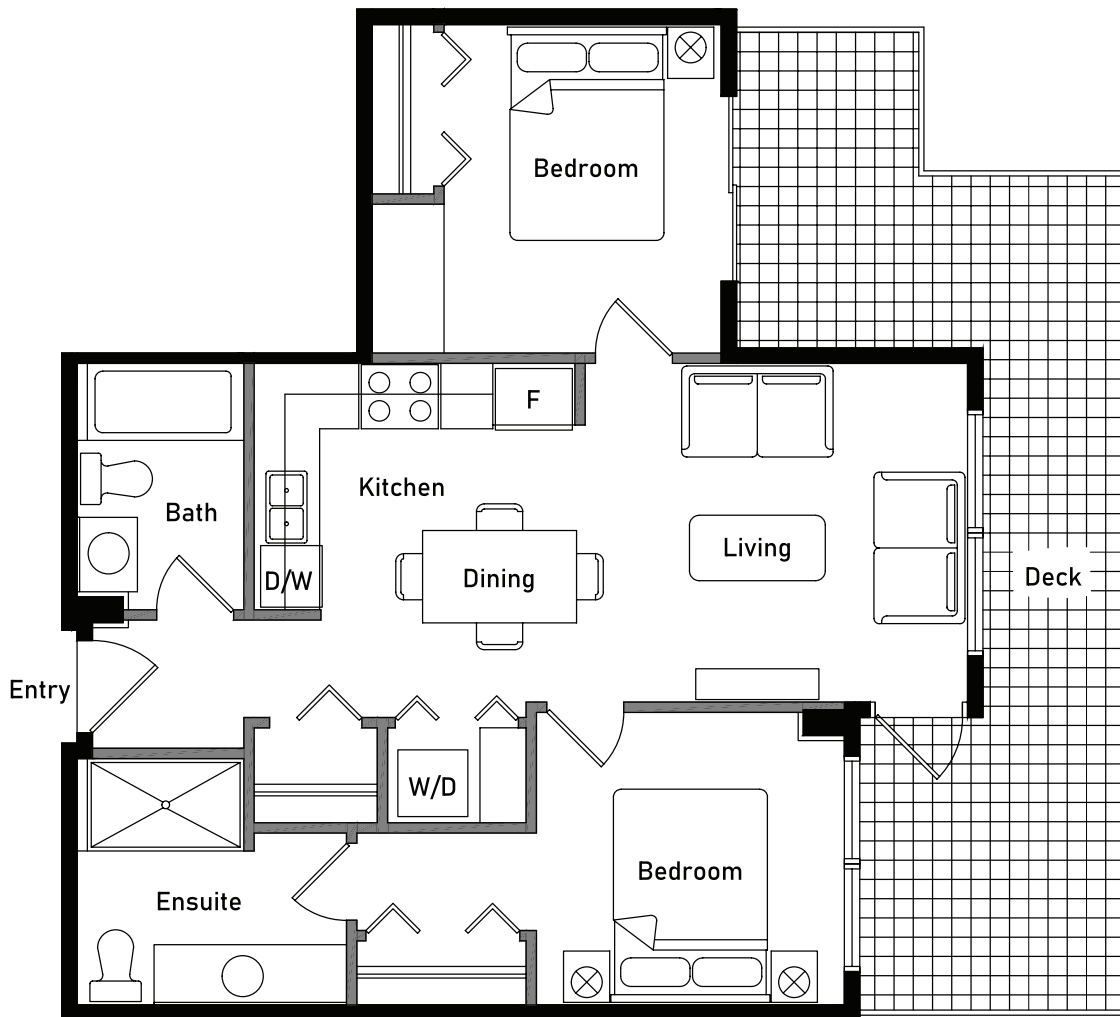 Bedroom
F
Kitchen
Bath
Living
Dining
D/W
Deck
Entry
W/D
Bedroom
Ensuite